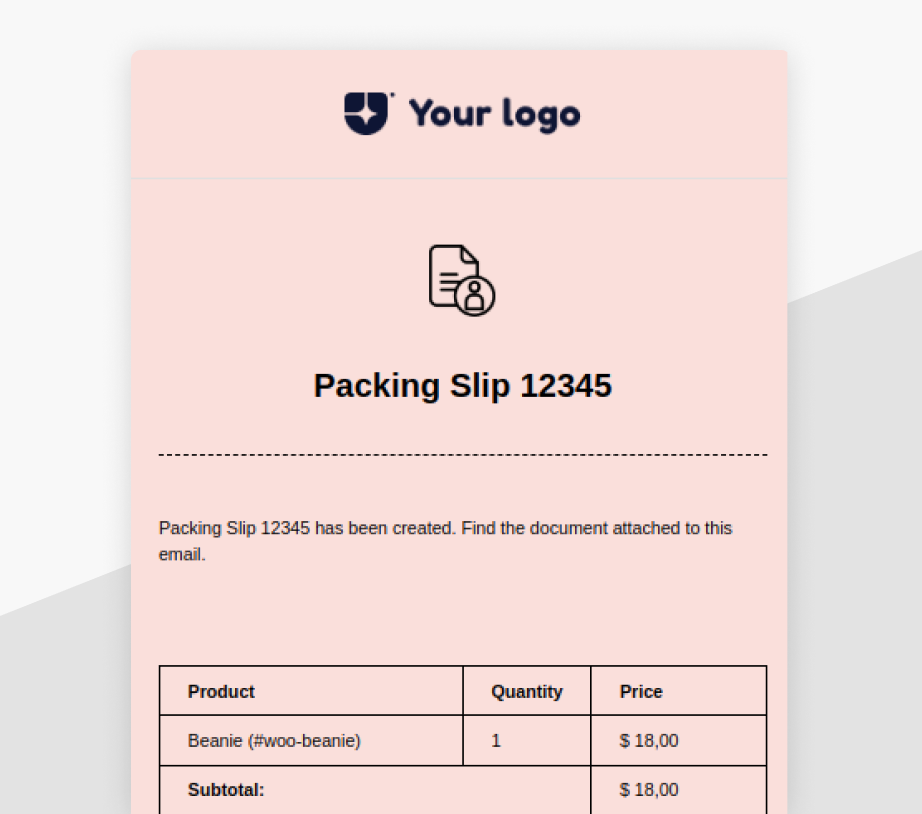 Your logo
Packing Slip 12345
Packing Slip 12345 has been created. Find the document attached to this
email.
Product Quantity Price
Beanie (#woo-beanie) 1 $ 18,00
Subtotal: $ 18,00